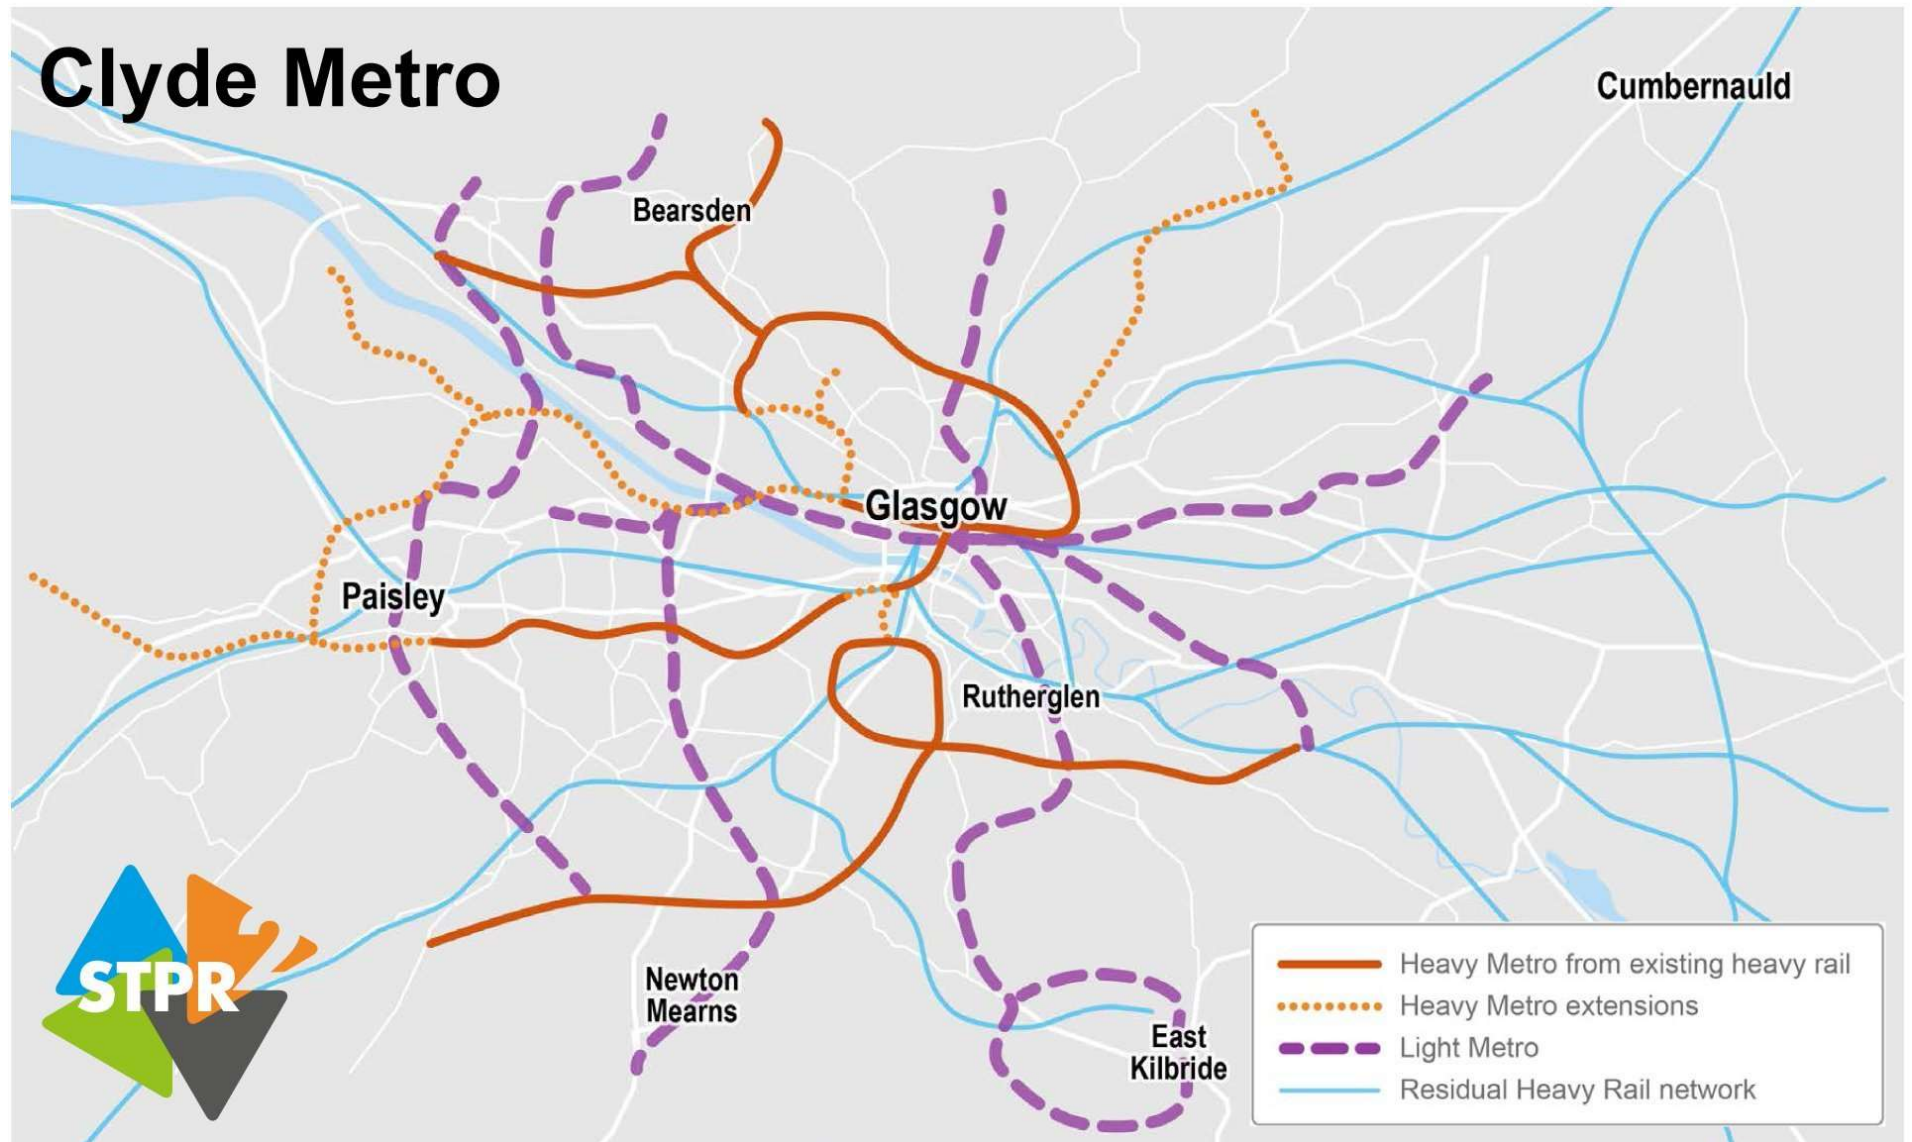 Clyde Metro
Cumbernauld
Bearsden
Glasgow
Paisley
Rutherglen
Newton
Mearns
East
Kilbride
STPR
2
Heavy Metro from existing heavy rail
Heavy Metro extensions
Light Metro
Residual Heavy Rail network